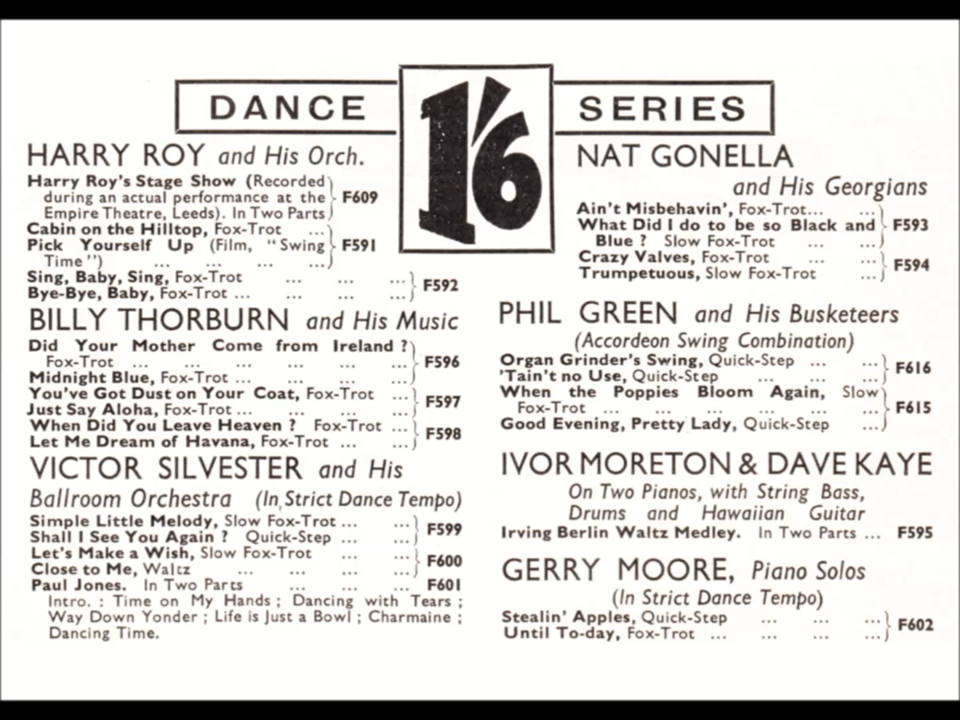 DANCE 1'6 SERIES
HARRY ROY and His Orch.
Harry Roy's Stage Show (Recorded
during an actual performance at the
Empire Theatre, Leeds). In Two Parts } F609
Cabin on the Hilltop, Fox-Trot ...
Pick Yourself Up (Film, "Swing
Time") ... ... ... ... } F591
Sing, Baby, Sing, Fox-Trot ... ... ...
Bye-Bye, Baby, Fox-Trot ... ... ... ... } F592
BILLY THORBURN and His Music
Did Your Mother Come from Ireland ?
Fox-Trot ... ... ... ... ... ...
Midnight Blue, Fox-Trot ... ... ... ... } F596
You've Got Dust on Your Coat, Fox-Trot ...
Just Say Aloha, Fox-Trot ... ... ... ... } F597
When Did You Leave Heaven ? Fox-Trot ...
Let Me Dream of Havana, Fox-Trot ... ... } F598
VICTOR SILVESTER and His
Ballroom Orchestra (In Strict Dance Tempo)
Simple Little Melody, Slow Fox-Trot ... ...
Shall I See You Again ? Quick-Step ... ... } F599
Let's Make a Wish, Slow Fox-Trot ... ...
Close to Me, Waltz ... ... ... ... } F600
Paul Jones. In Two Parts ... ... F601
Intro. : Time on My Hands ; Dancing with Tears ;
Way Down Yonder ; Life is Just a Bowl ; Charmaine ;
Dancing Time.
NAT GONELLA
and His Georgians
Ain't Misbehavin', Fox-Trot... ...
What Did I do to be so Black and
Blue ? Slow Fox-Trot ... ... } F593
Crazy Valves, Fox-Trot ... ...
Trumpetuous, Slow Fox-Trot ... ... } F594
PHIL GREEN and His Busketeers
(Accordeon Swing Combination)
Organ Grinder's Swing, Quick-Step ... ...
'Tain't no Use, Quick-Step ... ... ... } F616
When the Poppies Bloom Again, Slow
Fox-Trot ... ... ... ... ... ...
Good Evening, Pretty Lady, Quick-Step ... } F615
IVOR MORETON & DAVE KAYE
On Two Pianos, with String Bass,
Drums and Hawaiian Guitar
Irving Berlin Waltz Medley. In Two Parts ... F595
GERRY MOORE, Piano Solos
(In Strict Dance Tempo)
Stealin' Apples, Quick-Step ... ... ...
Until To-day, Fox-Trot ... ... ... ... } F602